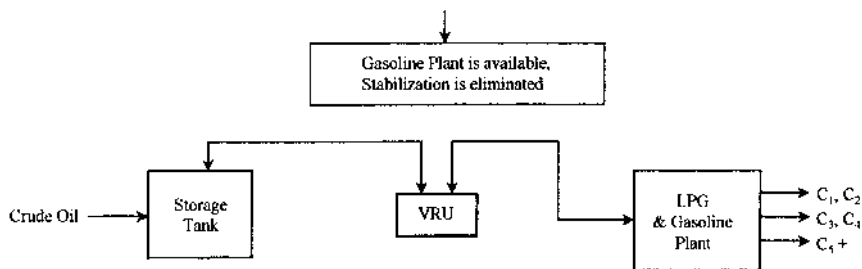 Gasoline Plant is available,
Stabilization is eliminated
Crude Oil
Storage
Tank
VRU
LPG
& Gasoline
Plant
C₁, C₂
C₃, C₄
C₅ +